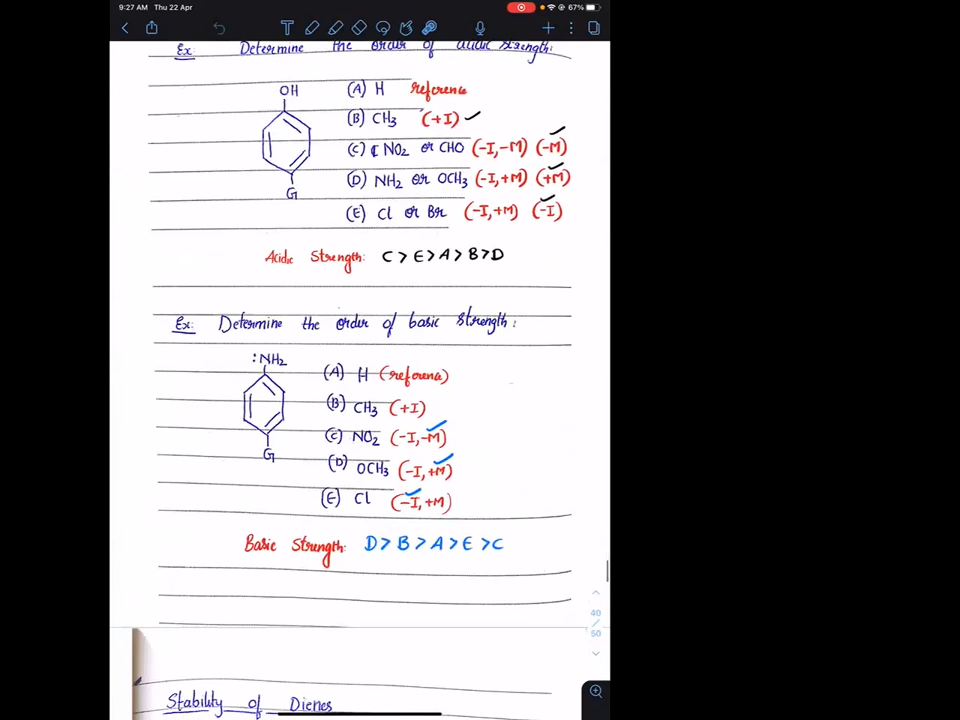 9:27 AM Thu 22 Apr 67%
Ex: Determine the order of acidic strength:
OH
(A) H reference
(B) CH3 (+I) ✓
(C) NO2 or CHO (-I,-M) (-M)
(D) NH2 or OCH3 (-I,+M) (+M)
G
(E) Cl or Br (-I,+M) (-I)
Acidic Strength: C > E > A > B > D
Ex: Determine the order of basic strength:
:NH2
(A) H (reference)
(B) CH3 (+I)
(C) NO2 (-I,-M)
G
(D) OCH3 (-I,+M)
(E) Cl (-I,+M)
Basic Strength: D > B > A > E > C
40
/
50
Stability of Dienes